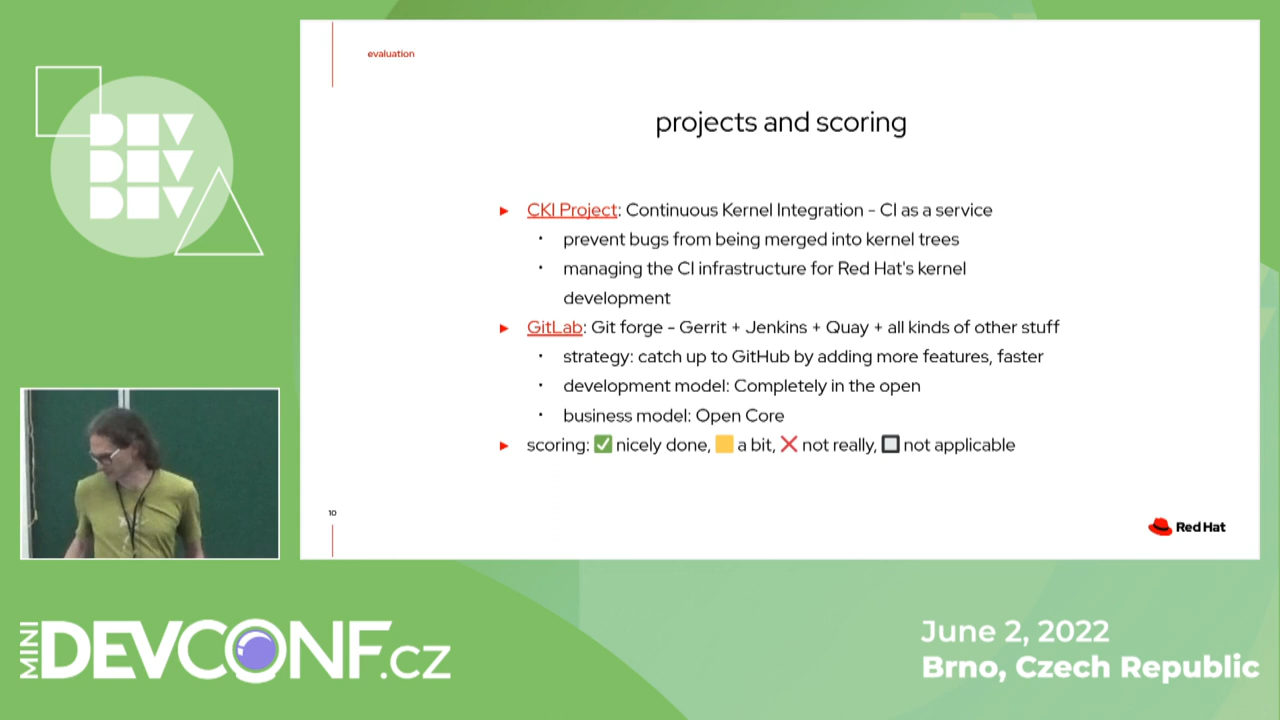 evaluation
projects and scoring
► CKI Project: Continuous Kernel Integration - CI as a service
• prevent bugs from being merged into kernel trees
• managing the CI infrastructure for Red Hat's kernel
development
► GitLab: Git forge - Gerrit + Jenkins + Quay + all kinds of other stuff
• strategy: catch up to GitHub by adding more features, faster
• development model: Completely in the open
• business model: Open Core
► scoring: ✅ nicely done, 🟨 a bit, ❌ not really, 🔲 not applicable
10
Red Hat
DEV
DEV
DEV
MINI DEVCONF.CZ
June 2, 2022
Brno, Czech Republic